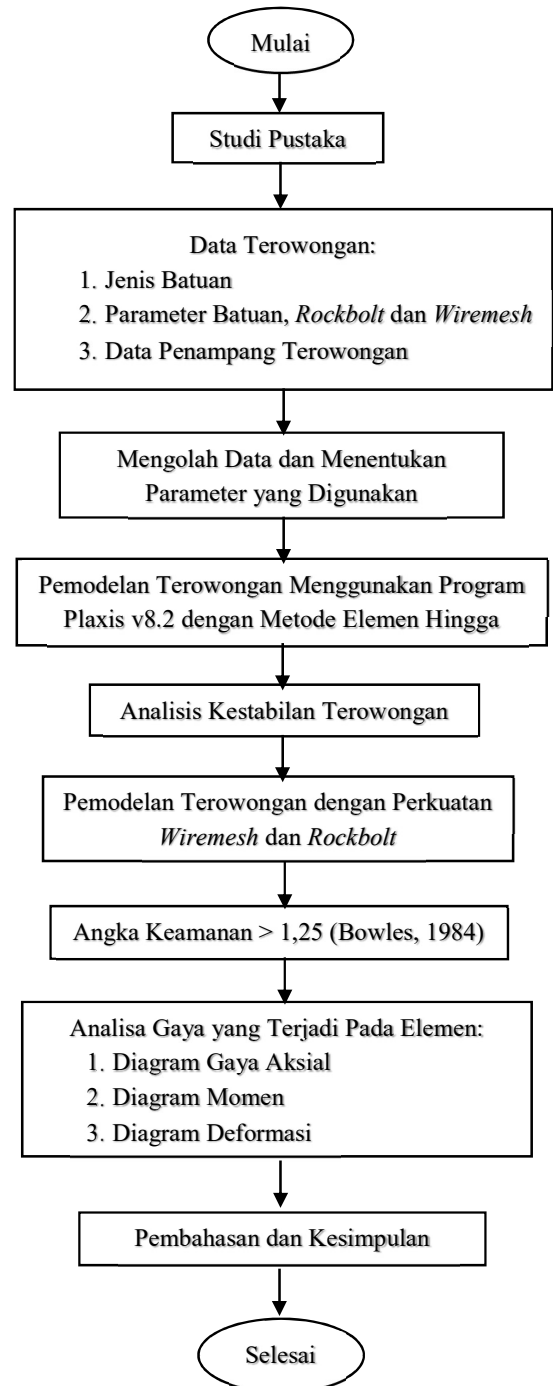 Mulai
Studi Pustaka
Data Terowongan:
1. Jenis Batuan
2. Parameter Batuan, Rockbolt dan Wiremesh
3. Data Penampang Terowongan
Mengolah Data dan Menentukan
Parameter yang Digunakan
Pemodelan Terowongan Menggunakan Program
Plaxis v8.2 dengan Metode Elemen Hingga
Analisis Kestabilan Terowongan
Pemodelan Terowongan dengan Perkuatan
Wiremesh dan Rockbolt
Angka Keamanan > 1,25 (Bowles, 1984)
Analisa Gaya yang Terjadi Pada Elemen:
1. Diagram Gaya Aksial
2. Diagram Momen
3. Diagram Deformasi
Pembahasan dan Kesimpulan
Selesai